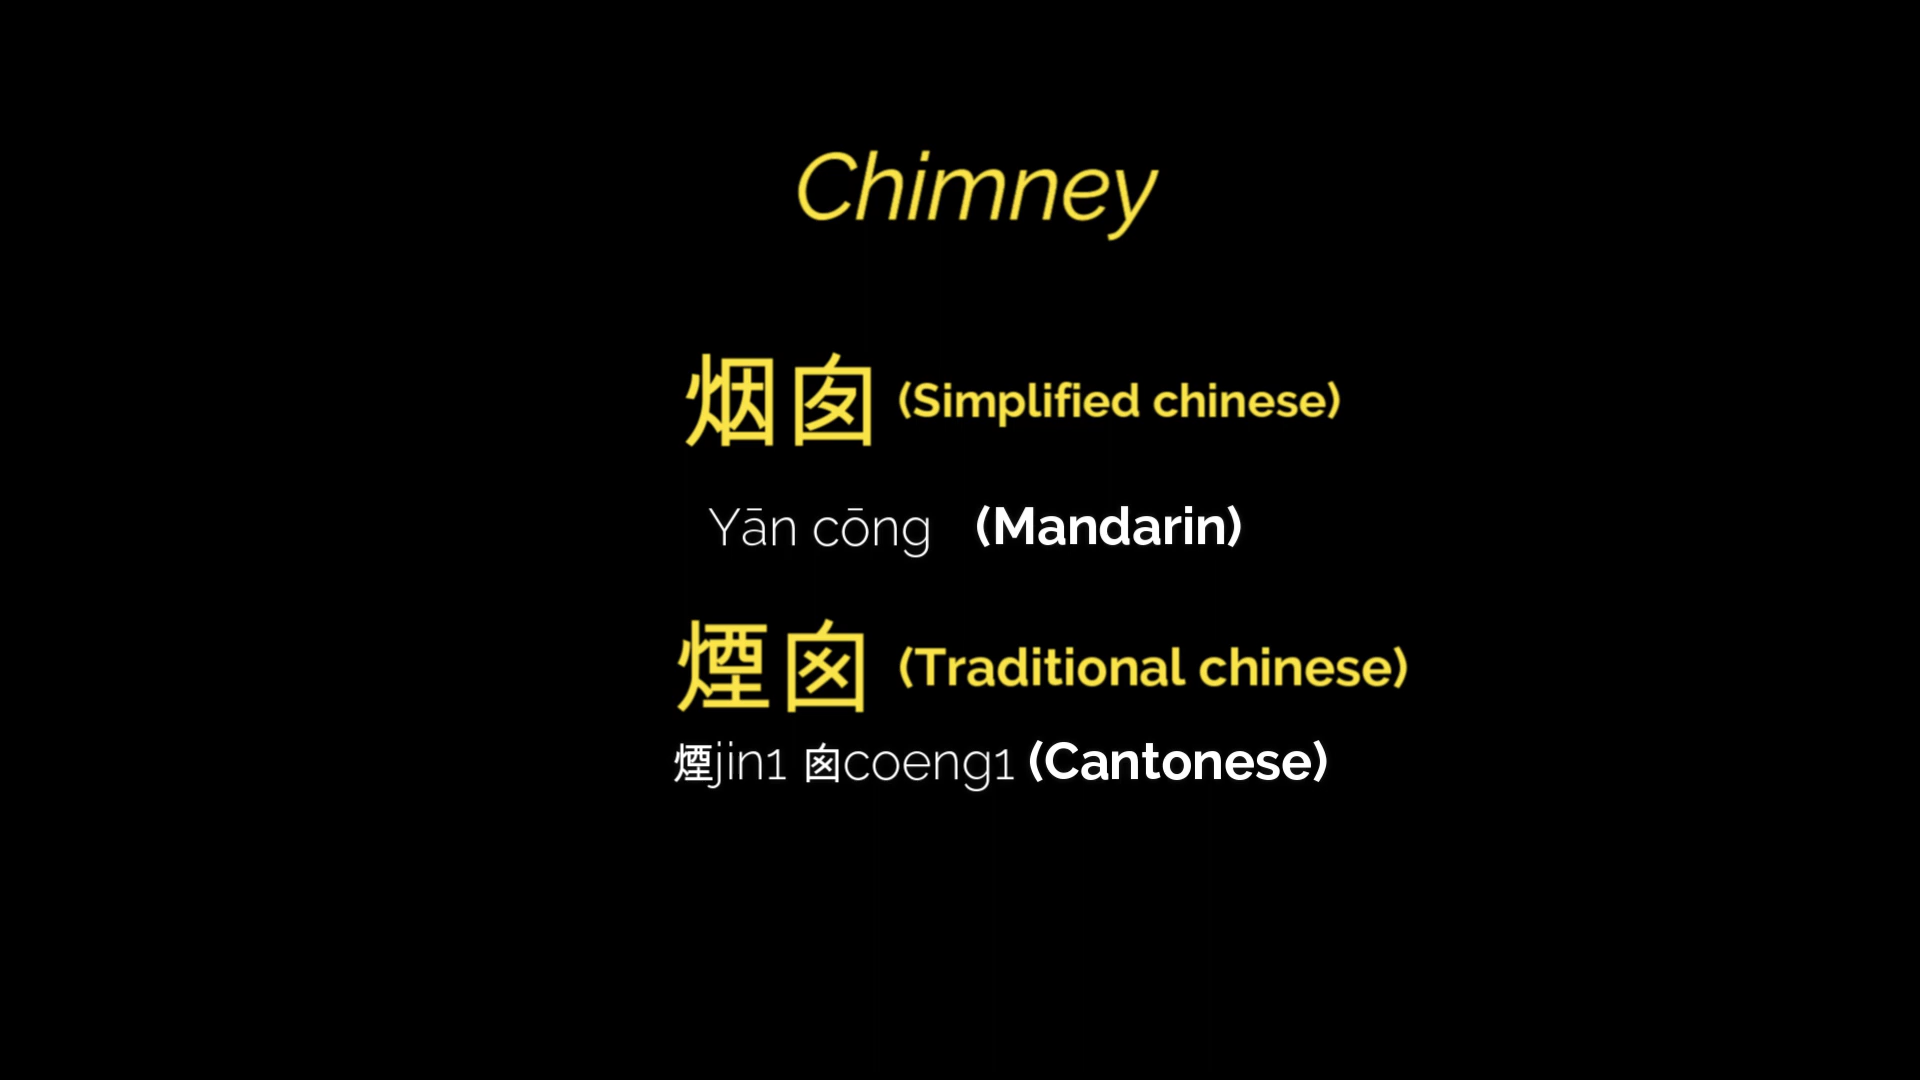 Chimney
烟囱 (Simplified chinese)
Yān cōng (Mandarin)
煙囪 (Traditional chinese)
煙jin1 囪coeng1 (Cantonese)